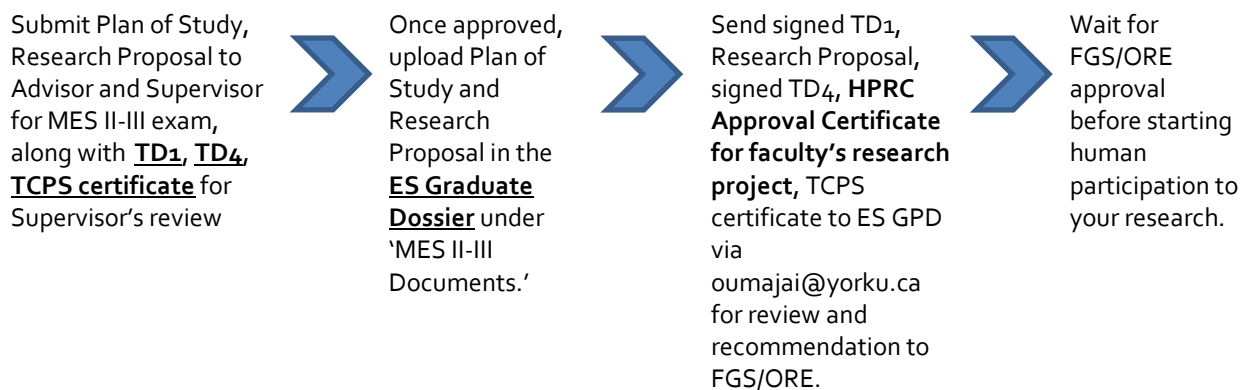 Submit Plan of Study,
Research Proposal to
Advisor and Supervisor
for MES II-III exam,
along with TD1, TD4,
TCPS certificate for
Supervisor’s review
Once approved,
upload Plan of
Study and
Research
Proposal in the
ES Graduate
Dossier under
‘MES II-III
Documents.’
Send signed TD1,
Research Proposal,
signed TD4, HPRC
Approval Certificate
for faculty’s research
project, TCPS
certificate to ES GPD
via
oumajai@yorku.ca
for review and
recommendation to
FGS/ORE.
Wait for
FGS/ORE
approval
before starting
human
participation to
your research.